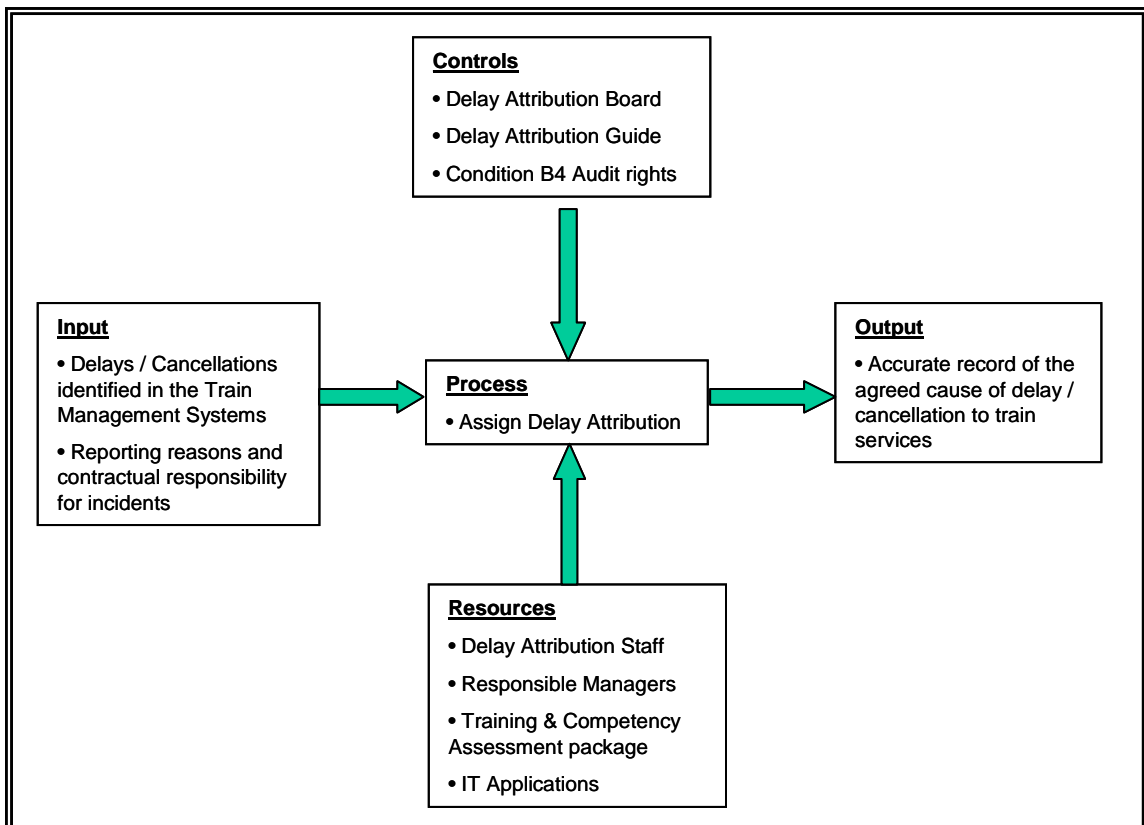 Controls
• Delay Attribution Board
• Delay Attribution Guide
• Condition B4 Audit rights
Input
• Delays / Cancellations
identified in the Train
Management Systems
• Reporting reasons and
contractual responsibility
for incidents
Process
• Assign Delay Attribution
Output
• Accurate record of the
agreed cause of delay /
cancellation to train
services
Resources
• Delay Attribution Staff
• Responsible Managers
• Training & Competency
Assessment package
• IT Applications